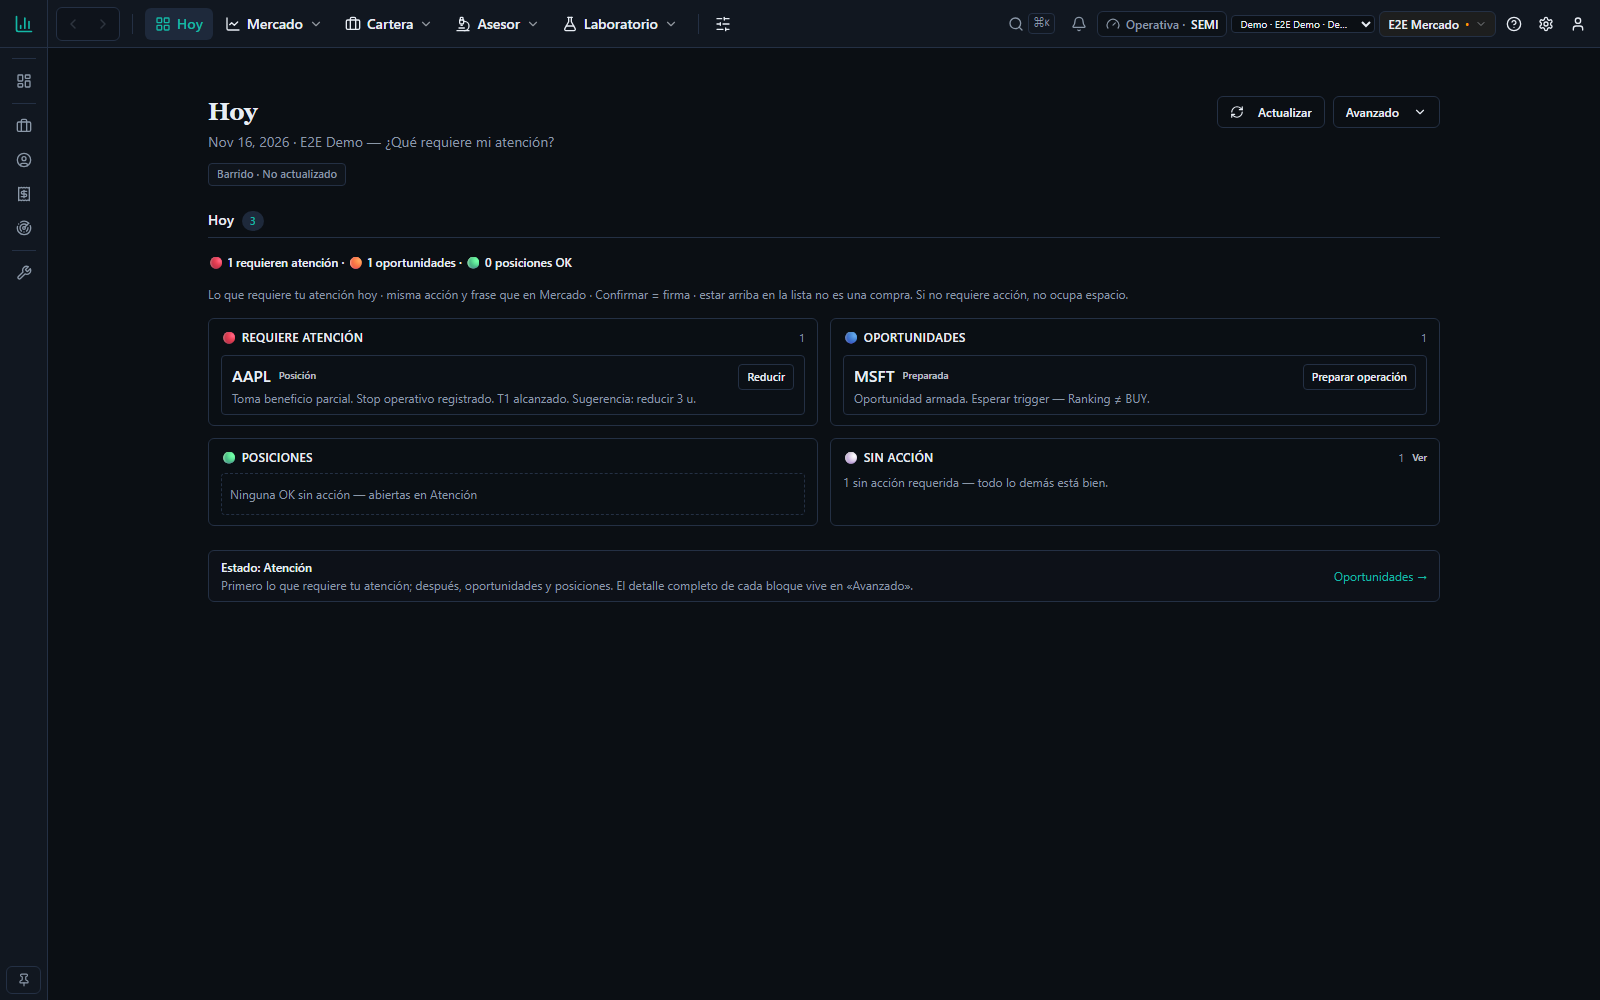 Hoy
Mercado
Cartera
Asesor
Laboratorio
⌘K
Operativa · SEMI
Demo · E2E Demo · De...
E2E Mercado
Hoy
Actualizar
Avanzado
Nov 16, 2026 · E2E Demo — ¿Qué requiere mi atención?
Barrido · No actualizado
Hoy 3
1 requieren atención · 1 oportunidades · 0 posiciones OK
Lo que requiere tu atención hoy · misma acción y frase que en Mercado · Confirmar = firma · estar arriba en la lista no es una compra. Si no requiere acción, no ocupa espacio.
REQUIERE ATENCIÓN 1
AAPL Posición
Reducir
Toma beneficio parcial. Stop operativo registrado. T1 alcanzado. Sugerencia: reducir 3 u.
OPORTUNIDADES 1
MSFT Preparada
Preparar operación
Oportunidad armada. Esperar trigger — Ranking ≠ BUY.
POSICIONES
Ninguna OK sin acción — abiertas en Atención
SIN ACCIÓN 1 Ver
1 sin acción requerida — todo lo demás está bien.
Estado: Atención
Primero lo que requiere tu atención; después, oportunidades y posiciones. El detalle completo de cada bloque vive en «Avanzado».
Oportunidades →